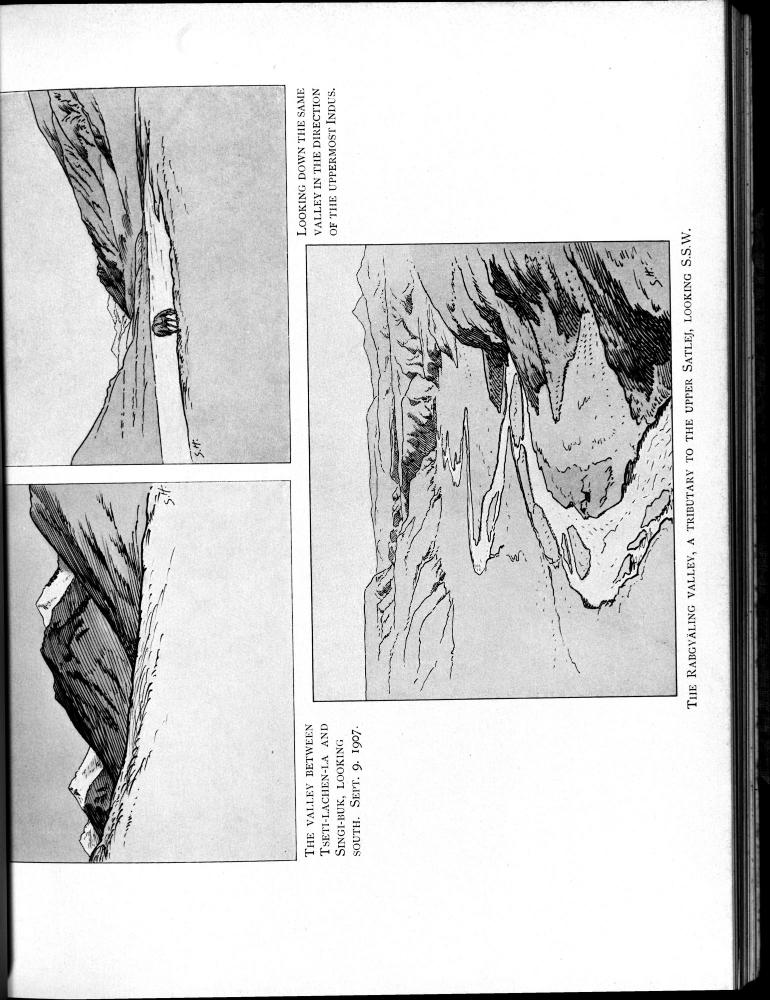 LOOKING DOWN THE SAME
VALLEY IN THE DIRECTION
OF THE UPPERMOST INDUS.
S.H.
THE VALLEY BETWEEN
TSETI-LACHEN-LA AND
SINGI-BUK, LOOKING
SOUTH. SEPT. 9. 1907.
S.H.
THE RABGYÄLING VALLEY, A TRIBUTARY TO THE UPPER SATLEJ, LOOKING S.S.W.
S.H.